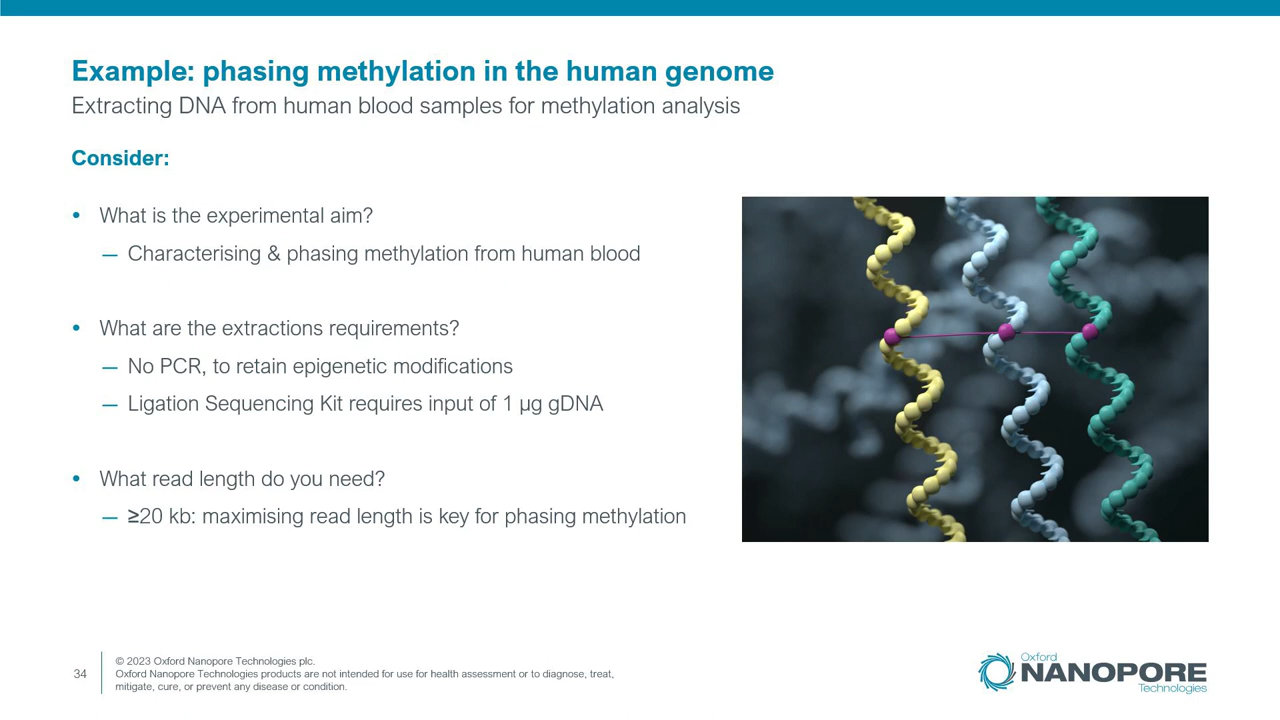 Example: phasing methylation in the human genome
Extracting DNA from human blood samples for methylation analysis
Consider:
• What is the experimental aim?
— Characterising & phasing methylation from human blood
• What are the extractions requirements?
— No PCR, to retain epigenetic modifications
— Ligation Sequencing Kit requires input of 1 µg gDNA
• What read length do you need?
— ≥20 kb: maximising read length is key for phasing methylation
34
© 2023 Oxford Nanopore Technologies plc.
Oxford Nanopore Technologies products are not intended for use for health assessment or to diagnose, treat,
mitigate, cure, or prevent any disease or condition.
Oxford
NANOPORE
Technologies